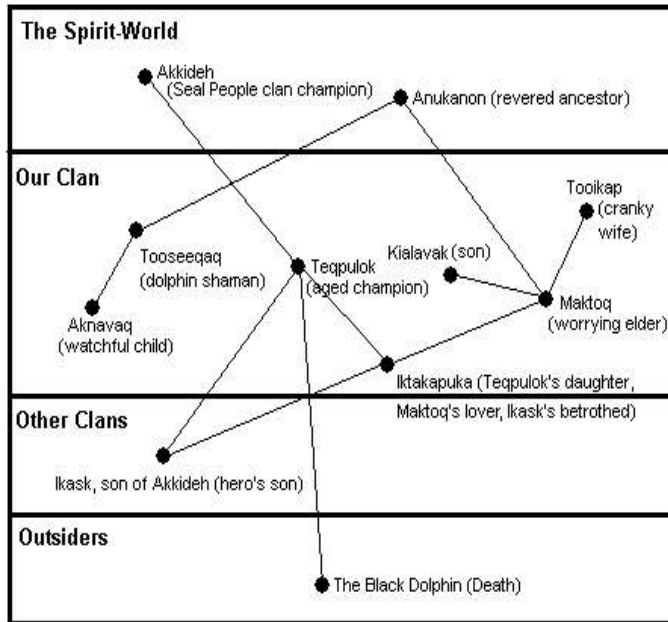 The Spirit-World
Akkideh
(Seal People clan champion)
Anukanon (revered ancestor)
Our Clan
Tooikap
(cranky
wife)
Tooseeqaq
(dolphin shaman)
Teqpulok
(aged champion)
Kialavak (son)
Maktoq
(worrying elder)
Aknavaq
(watchful child)
Iktakapuka (Teqpulok's daughter,
Maktoq's lover, Ikask's betrothed)
Other Clans
Ikask, son of Akkideh (hero's son)
Outsiders
The Black Dolphin (Death)